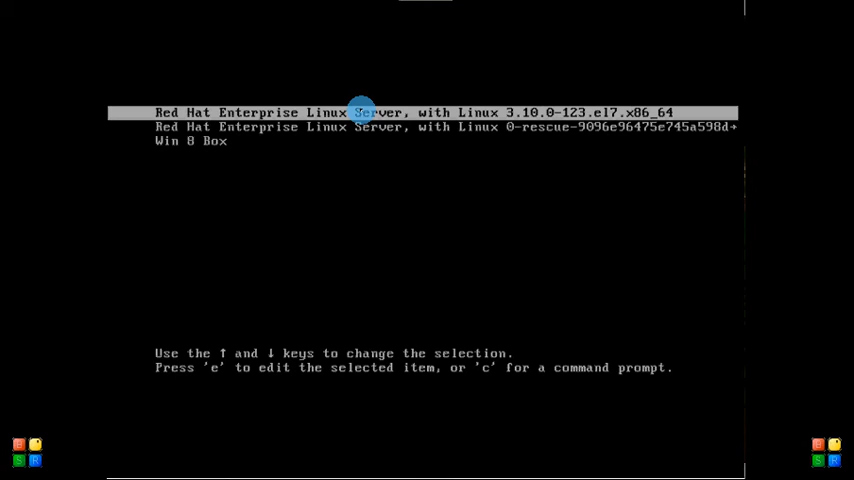 Red Hat Enterprise Linux Server, with Linux 3.10.0-123.el7.x86_64
Red Hat Enterprise Linux Server, with Linux 0-rescue-9096e96475e745a598d→
Win 8 Box
Use the ↑ and ↓ keys to change the selection.
Press 'e' to edit the selected item, or 'c' for a command prompt.
S R
S R